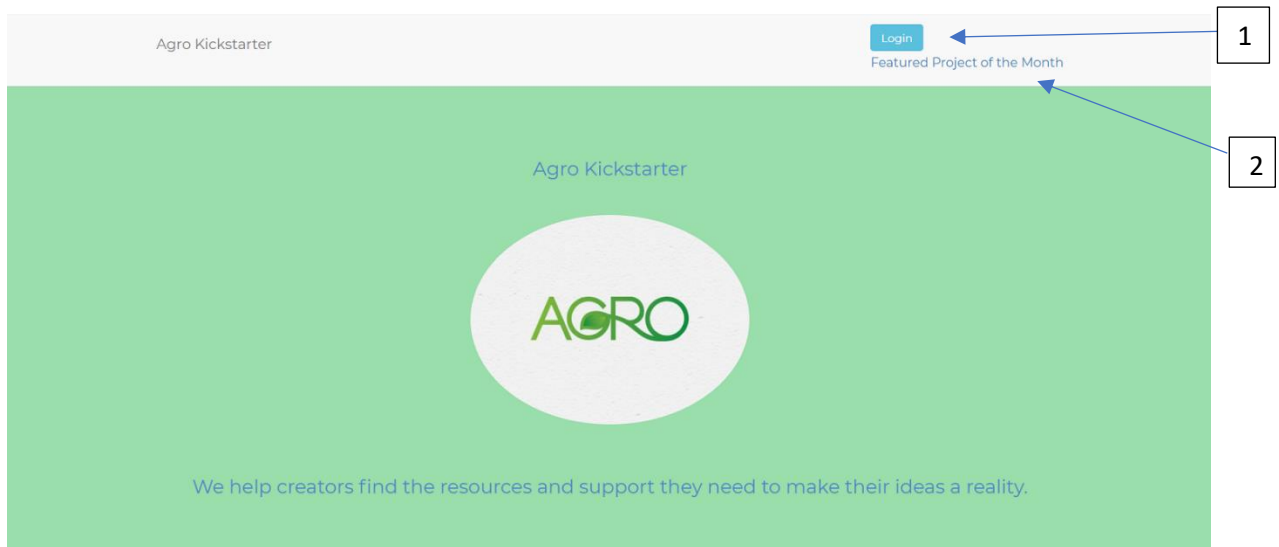 Agro Kickstarter
Login
1
Featured Project of the Month
2
Agro Kickstarter
AGRO
We help creators find the resources and support they need to make their ideas a reality.